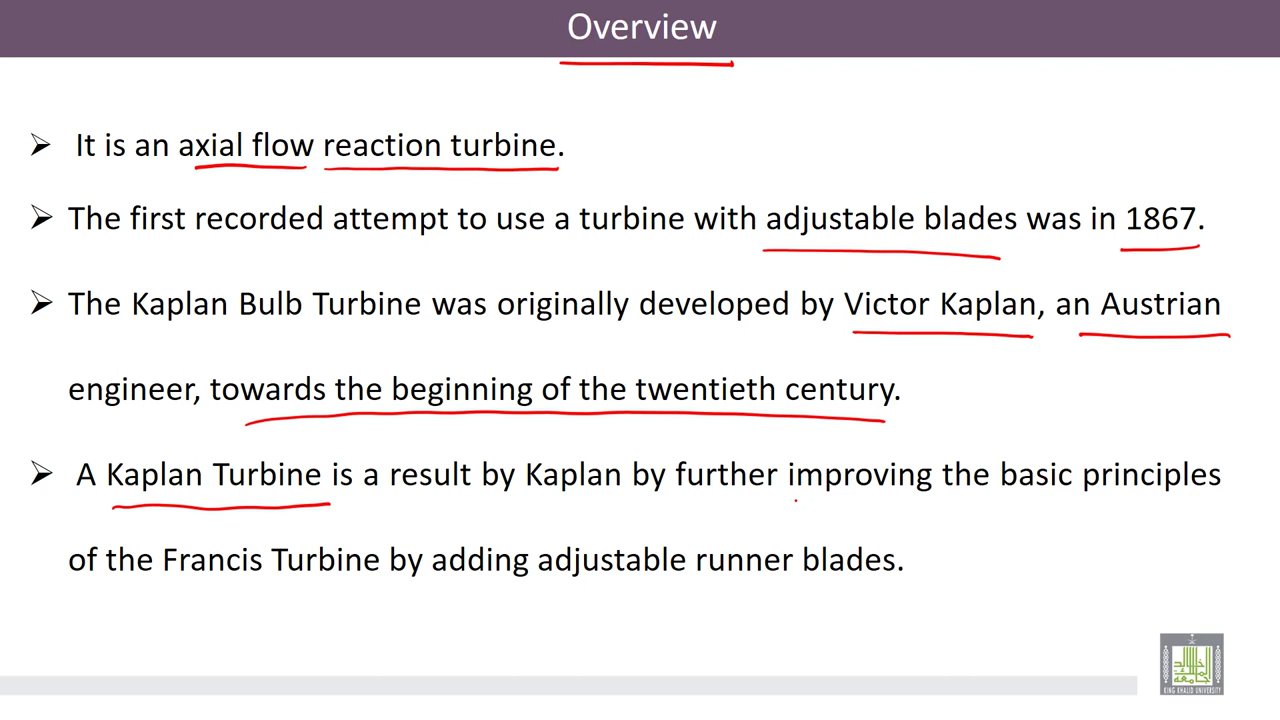 Overview
➢ It is an axial flow reaction turbine.
➢ The first recorded attempt to use a turbine with adjustable blades was in 1867.
➢ The Kaplan Bulb Turbine was originally developed by Victor Kaplan, an Austrian
engineer, towards the beginning of the twentieth century.
➢ A Kaplan Turbine is a result by Kaplan by further improving the basic principles
of the Francis Turbine by adding adjustable runner blades.
KING KHALID UNIVERSITY